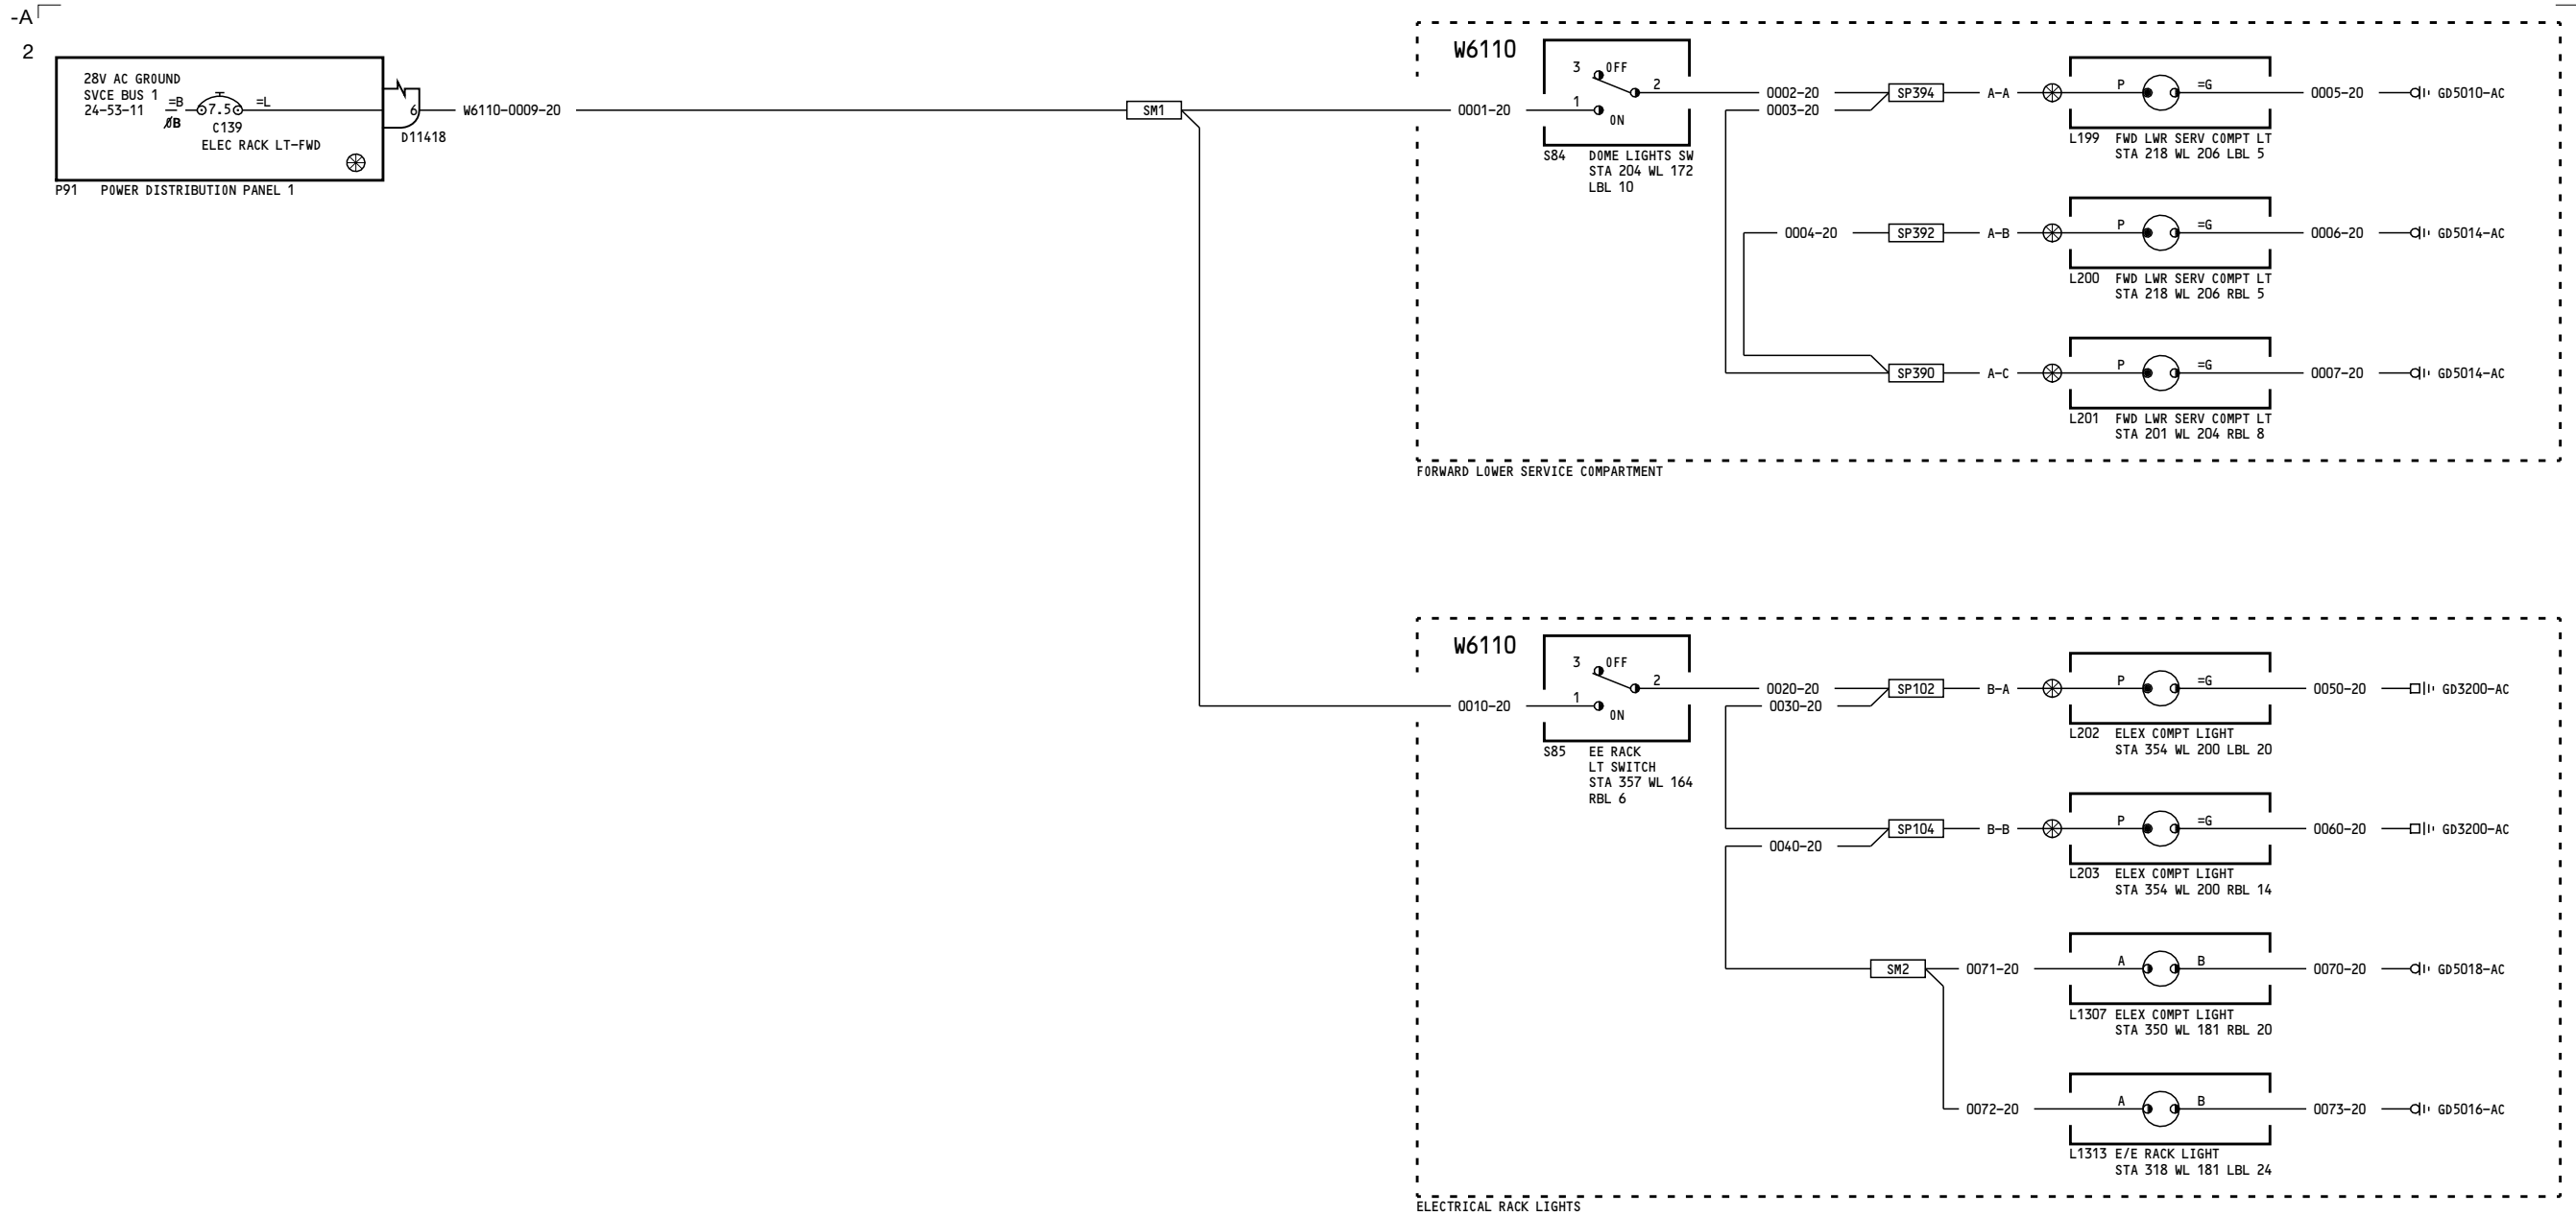 -A
2
28V AC GROUND
SVCE BUS 1
24-53-11
=B
ØB
7.5
=L
C139
ELEC RACK LT-FWD
6
D11418
P91 POWER DISTRIBUTION PANEL 1
W6110-0009-20
SM1
W6110
0001-20
3 OFF
2
1
ON
S84 DOME LIGHTS SW
STA 204 WL 172
LBL 10
0002-20
0003-20
SP394
A-A
P
=G
0005-20
GD5010-AC
L199 FWD LWR SERV COMPT LT
STA 218 WL 206 LBL 5
0004-20
SP392
A-B
P
=G
0006-20
GD5014-AC
L200 FWD LWR SERV COMPT LT
STA 218 WL 206 RBL 5
SP390
A-C
P
=G
0007-20
GD5014-AC
L201 FWD LWR SERV COMPT LT
STA 201 WL 204 RBL 8
FORWARD LOWER SERVICE COMPARTMENT
W6110
0010-20
3 OFF
2
1
ON
S85 EE RACK
LT SWITCH
STA 357 WL 164
RBL 6
0020-20
0030-20
SP102
B-A
P
=G
0050-20
GD3200-AC
L202 ELEX COMPT LIGHT
STA 354 WL 200 LBL 20
SP104
0040-20
B-B
P
=G
0060-20
GD3200-AC
L203 ELEX COMPT LIGHT
STA 354 WL 200 RBL 14
SM2
0071-20
A
B
0070-20
GD5018-AC
L1307 ELEX COMPT LIGHT
STA 350 WL 181 RBL 20
0072-20
A
B
0073-20
GD5016-AC
L1313 E/E RACK LIGHT
STA 318 WL 181 LBL 24
ELECTRICAL RACK LIGHTS